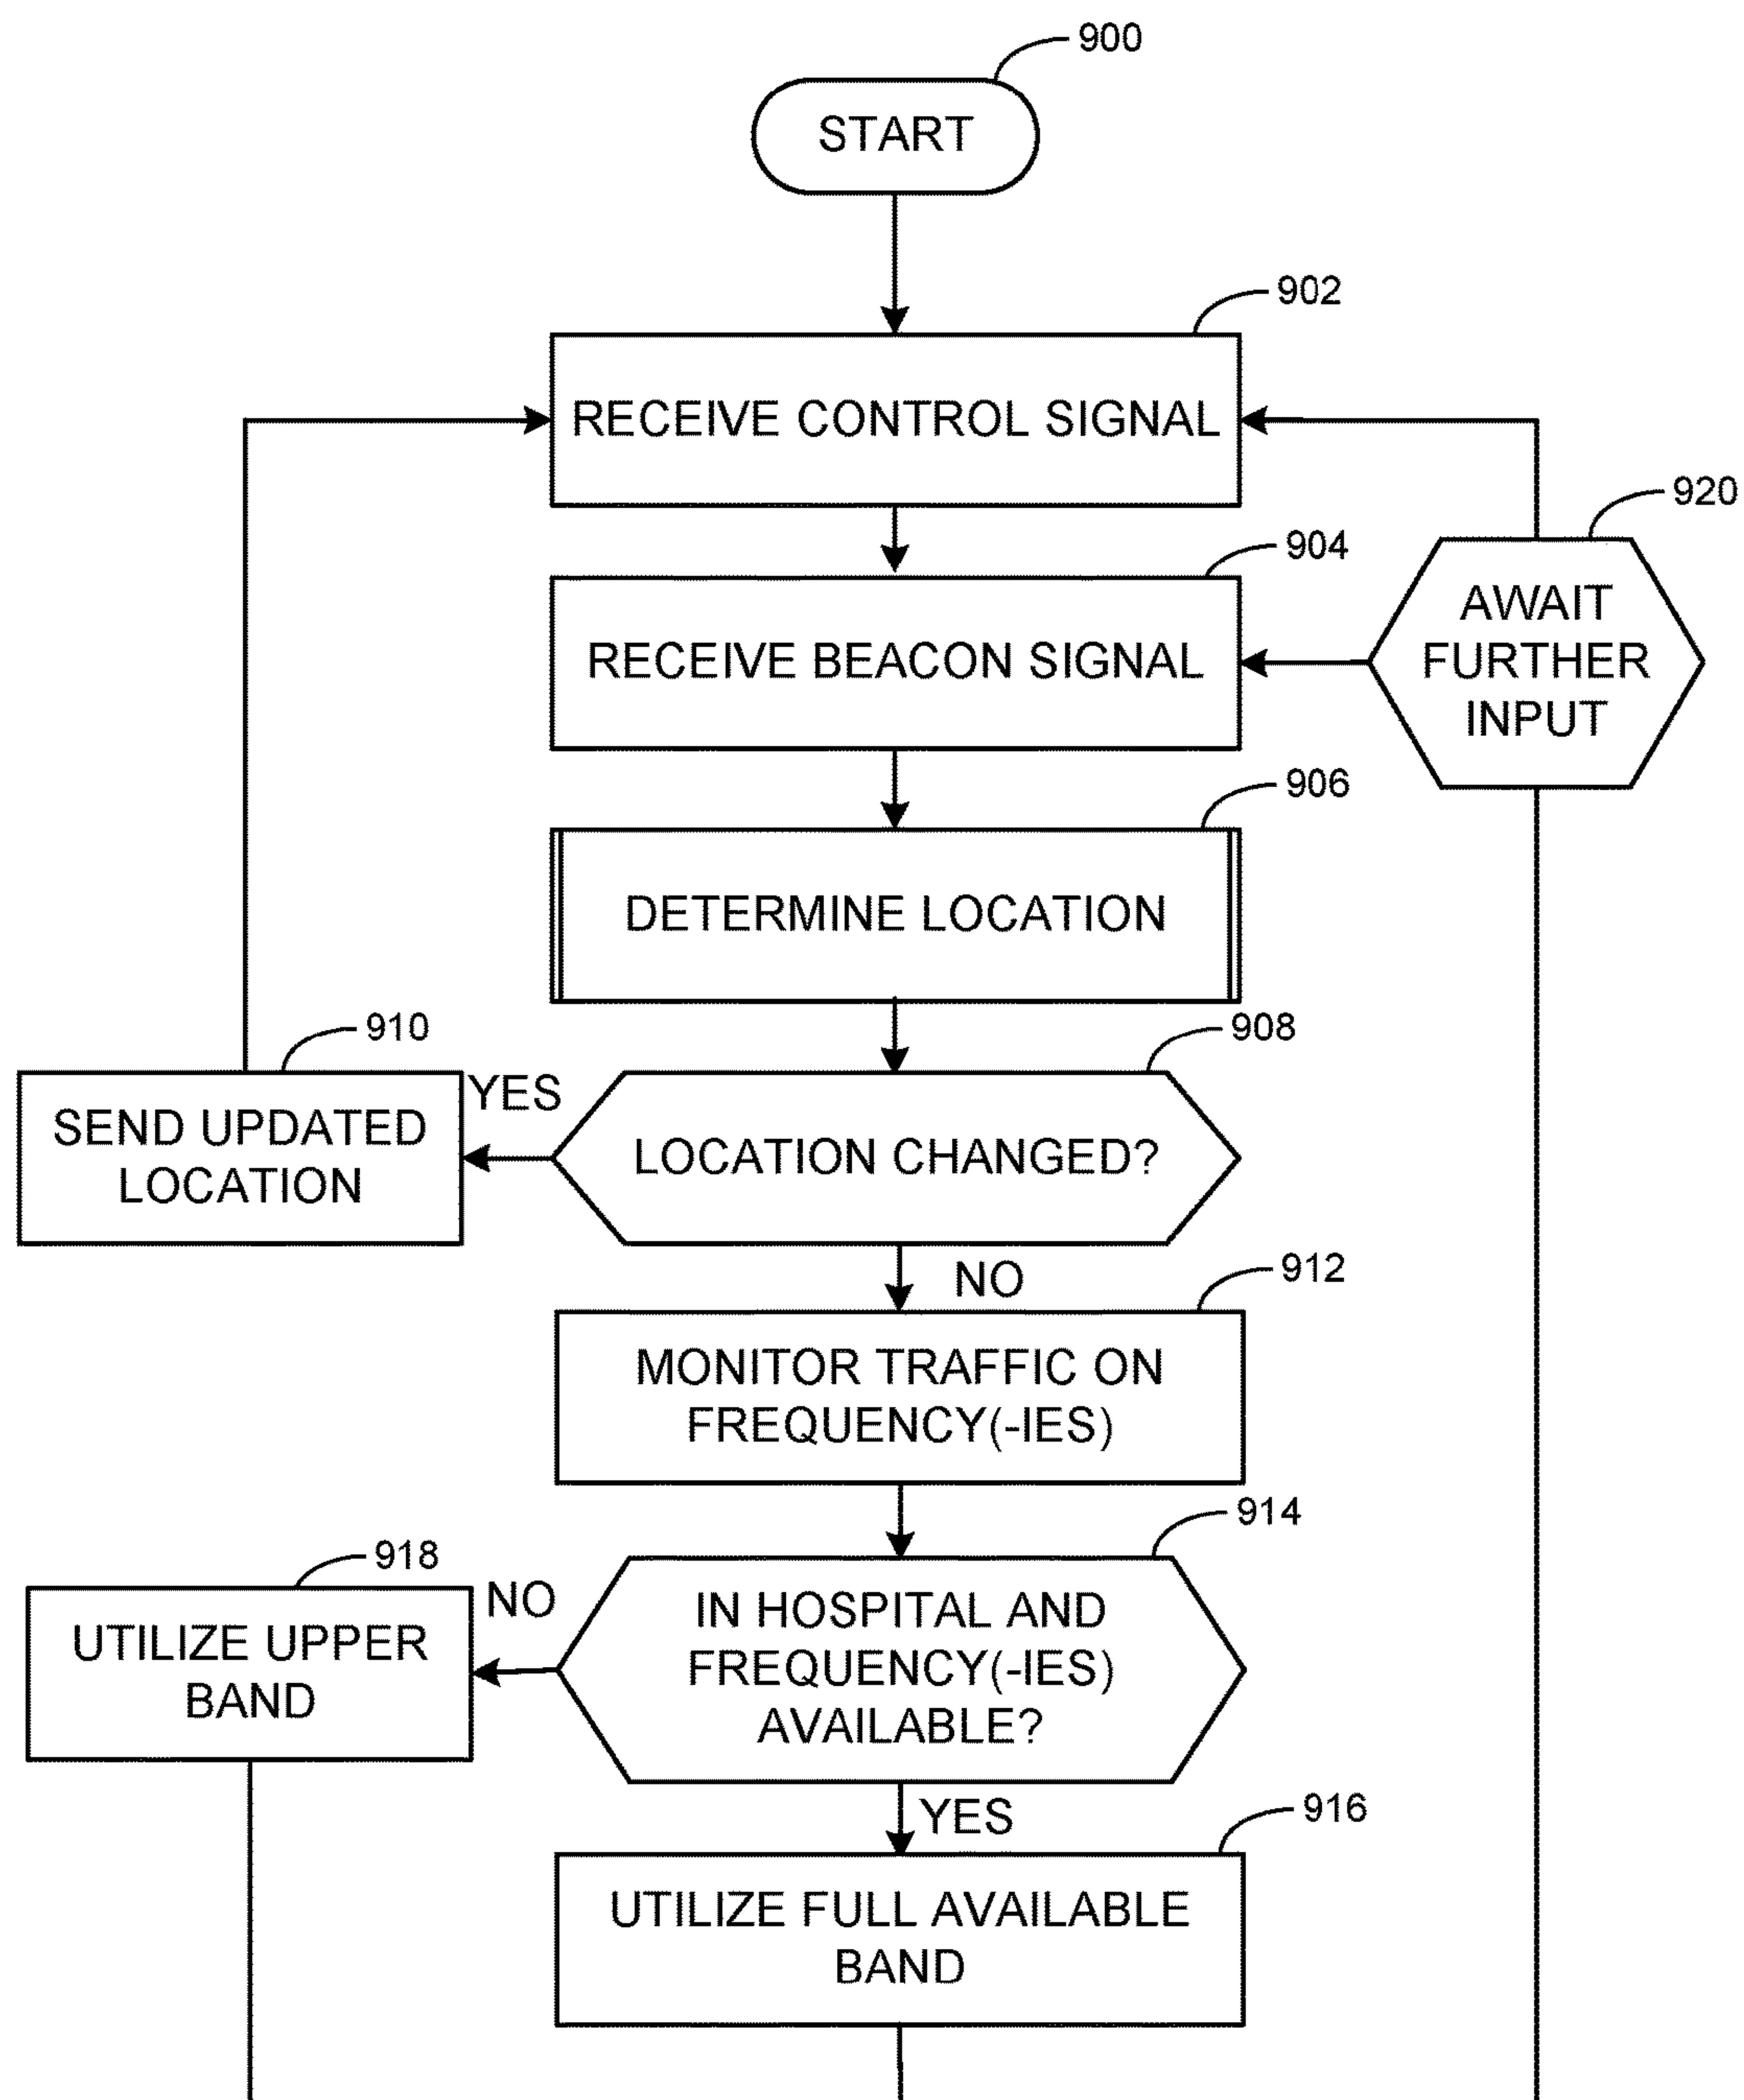 900
START
902
RECEIVE CONTROL SIGNAL
920
904
AWAIT
FURTHER
INPUT
RECEIVE BEACON SIGNAL
906
DETERMINE LOCATION
910
908
YES
SEND UPDATED
LOCATION
LOCATION CHANGED?
NO
912
MONITOR TRAFFIC ON
FREQUENCY(-IES)
914
918
NO
IN HOSPITAL AND
FREQUENCY(-IES)
AVAILABLE?
UTILIZE UPPER
BAND
YES
916
UTILIZE FULL AVAILABLE
BAND